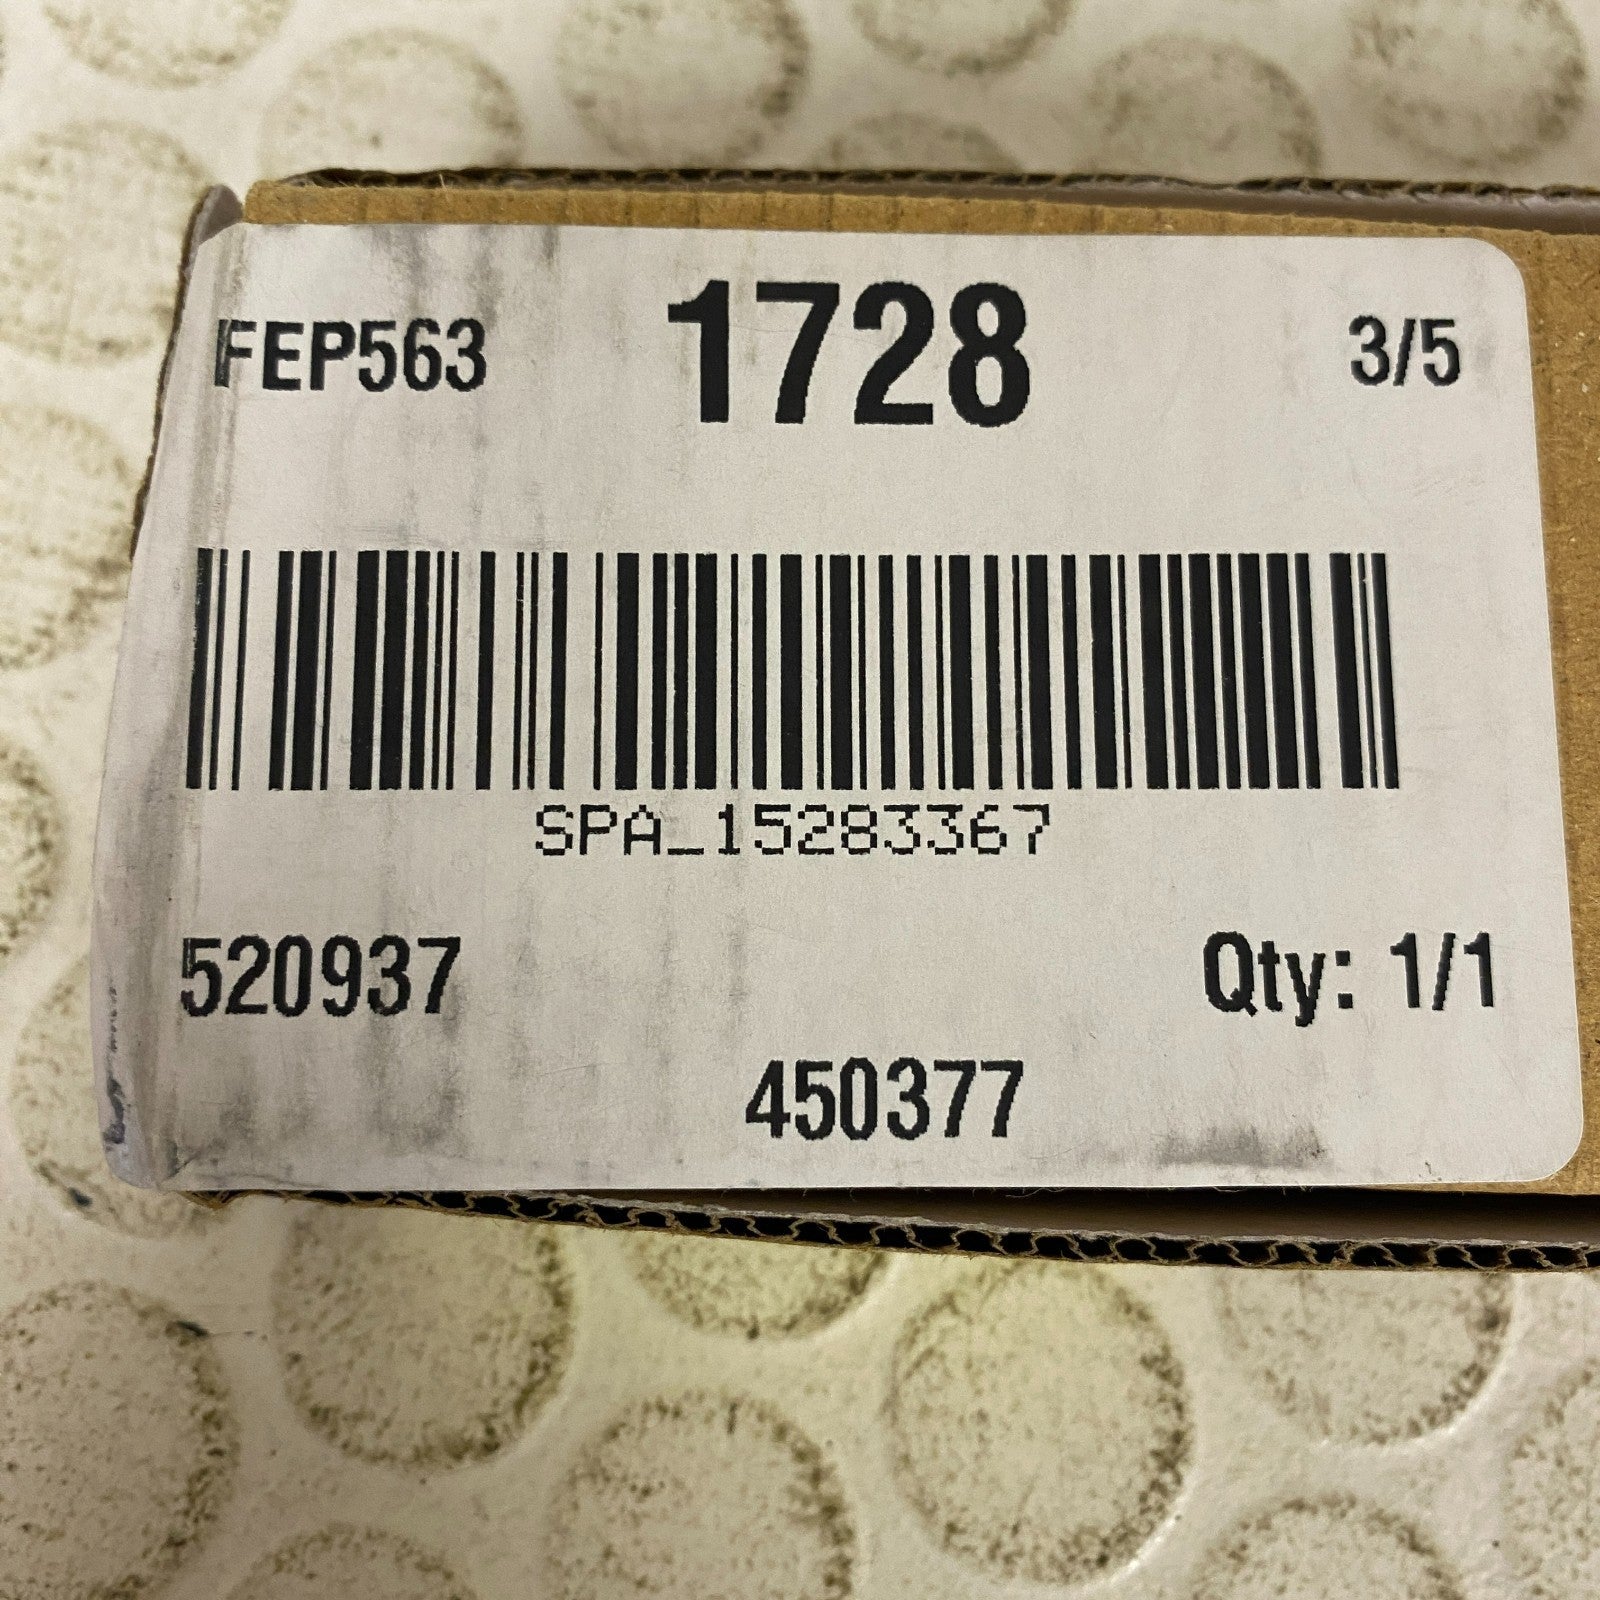 FEP563 1728 3/5
SPA_15283367
520937 Qty: 1/1
450377